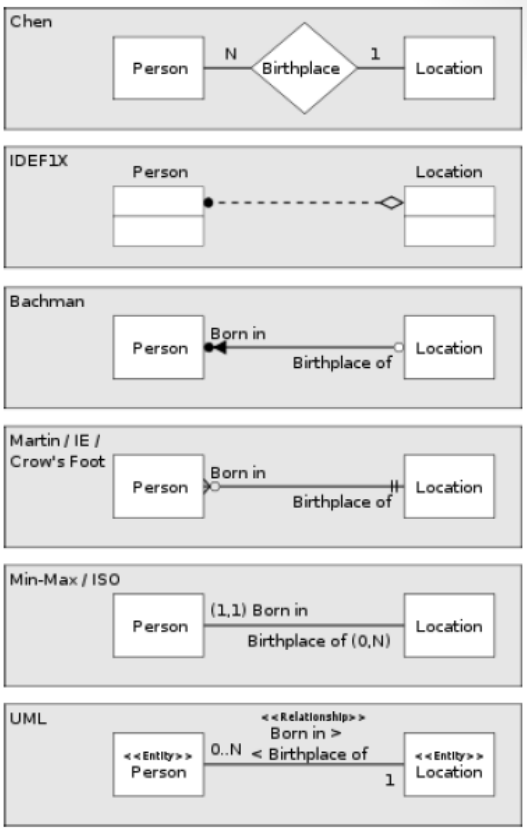 Chen
Person
N
Birthplace
1
Location
IDEF1X
Person
Location
Bachman
Person
Born in
Birthplace of
Location
Martin / IE /
Crow's Foot
Person
Born in
Birthplace of
Location
Min-Max / ISO
Person
(1,1) Born in
Birthplace of (0,N)
Location
UML
<<Relationship>>
Born in >
0..N < Birthplace of
<<Entity>>
Person
1
<<Entity>>
Location